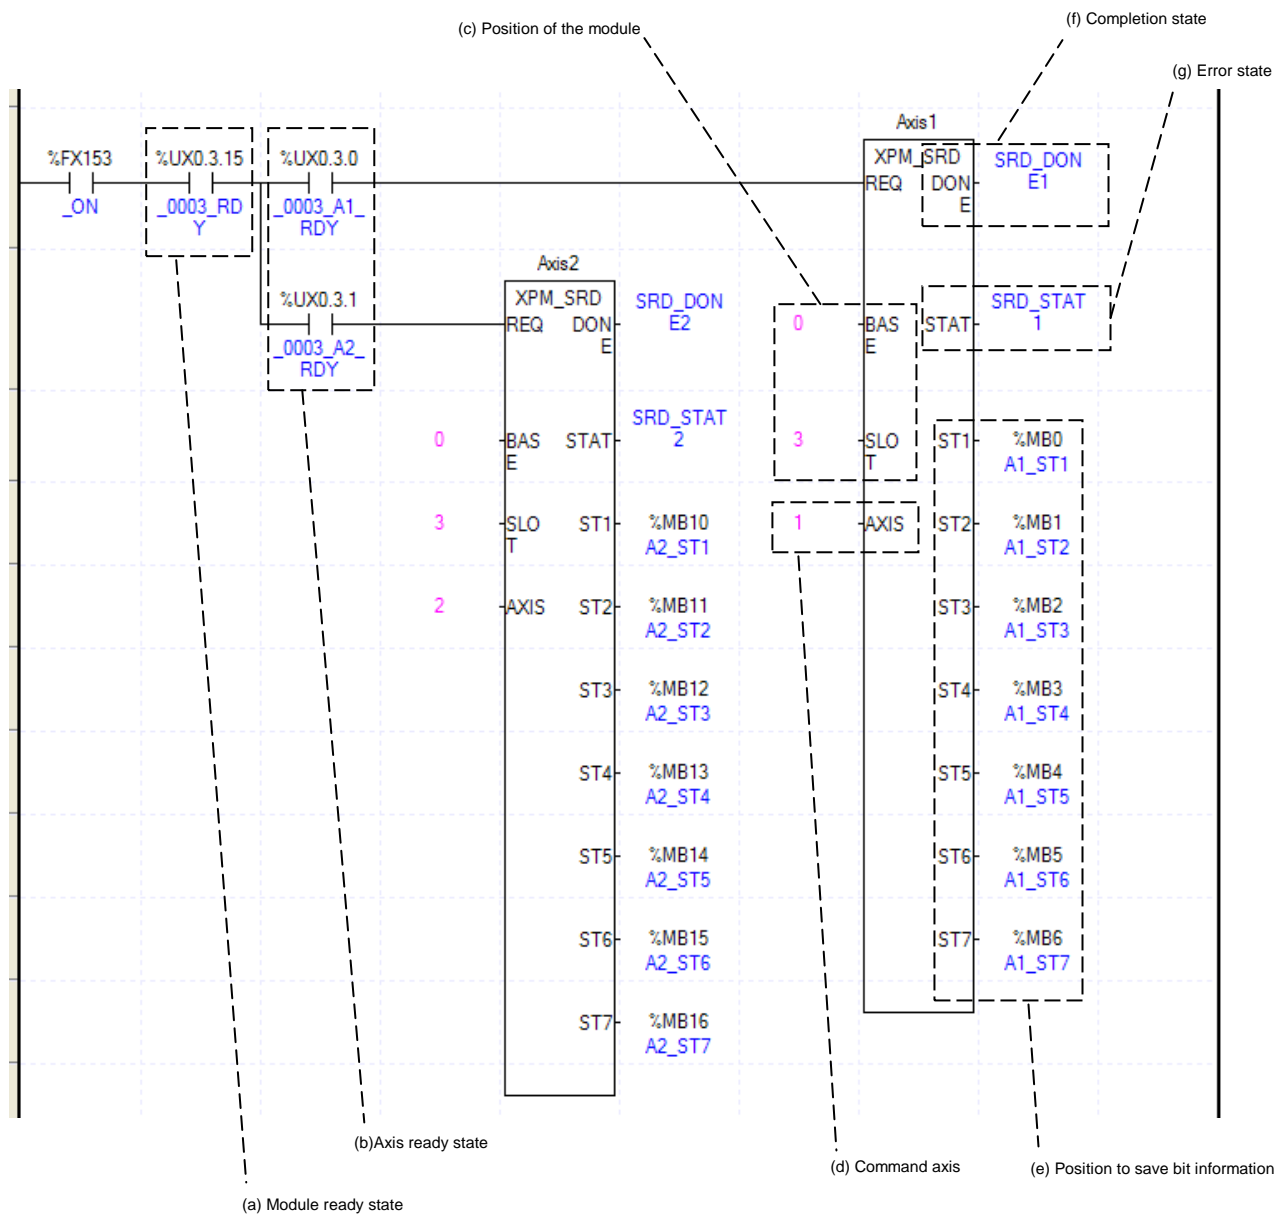 (f) Completion state
(c) Position of the module
(g) Error state
Axis1
%FX153
%UX0.3.15
%UX0.3.0
XPM_SRD
SRD_DON
E1
REQ
DON
E
_ON
_0003_RD
Y
_0003_A1_
RDY
Axis2
%UX0.3.1
XPM_SRD
SRD_DON
E2
SRD_STAT
1
REQ
DON
E
0
BAS
E
STAT
_0003_A2_
RDY
SRD_STAT
2
0
BAS
E
STAT
3
SLO
T
ST1
%MB0
A1_ST1
3
SLO
T
ST1
%MB10
A2_ST1
1
AXIS
ST2
%MB1
A1_ST2
2
AXIS
ST2
%MB11
A2_ST2
ST3
%MB2
A1_ST3
ST3
%MB12
A2_ST3
ST4
%MB3
A1_ST4
ST4
%MB13
A2_ST4
ST5
%MB4
A1_ST5
ST5
%MB14
A2_ST5
ST6
%MB5
A1_ST6
ST6
%MB15
A2_ST6
ST7
%MB6
A1_ST7
ST7
%MB16
A2_ST7
(b)Axis ready state
(d) Command axis
(e) Position to save bit information
(a) Module ready state